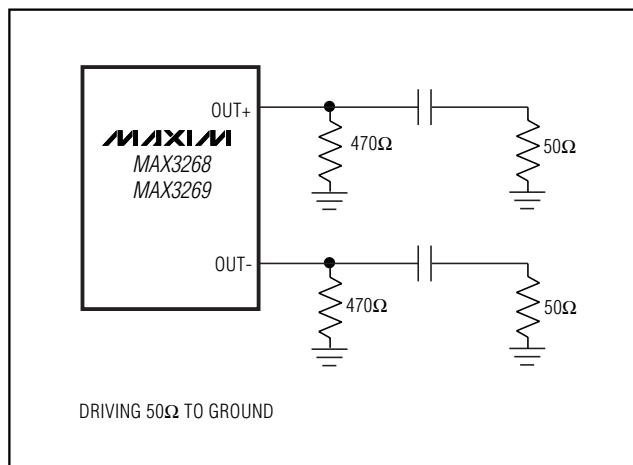 OUT+
MAXIM
MAX3268
MAX3269
470Ω
50Ω
OUT-
470Ω
50Ω
DRIVING 50Ω TO GROUND